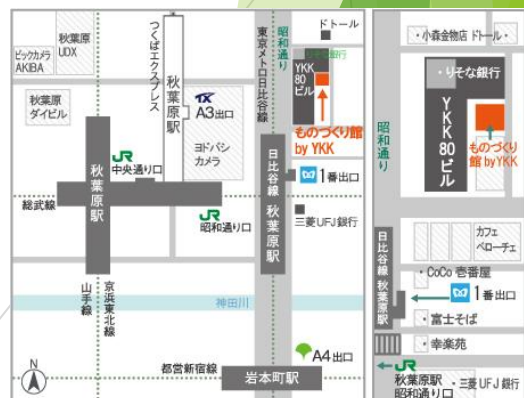 ビックカメラ
AKIBA
秋葉原
UDX
秋葉原
ダイビル
つくばエクスプレス
秋葉原駅
TX
A3出口
ヨドバシ
カメラ
東京メトロ日比谷線
昭和通り
ドトール
りそな銀行
YKK
80
ビル
ものづくり館
by YKK
JR
中央通り口
秋葉原駅
総武線
JR
昭和通り口
日比谷線 秋葉原駅
1番出口
三菱UFJ銀行
山手線
京浜東北線
神田川
A4出口
都営新宿線
岩本町駅
N
・小森金物店
ドトール・
・りそな銀行
YKK80ビル
ものづくり
館by YKK
昭和通り
カフェ
ベローチェ
・CoCo壱番屋
日比谷線 秋葉原駅
1番出口
・富士そば
・幸楽苑
JR
秋葉原駅
昭和通り口
・三菱UFJ銀行